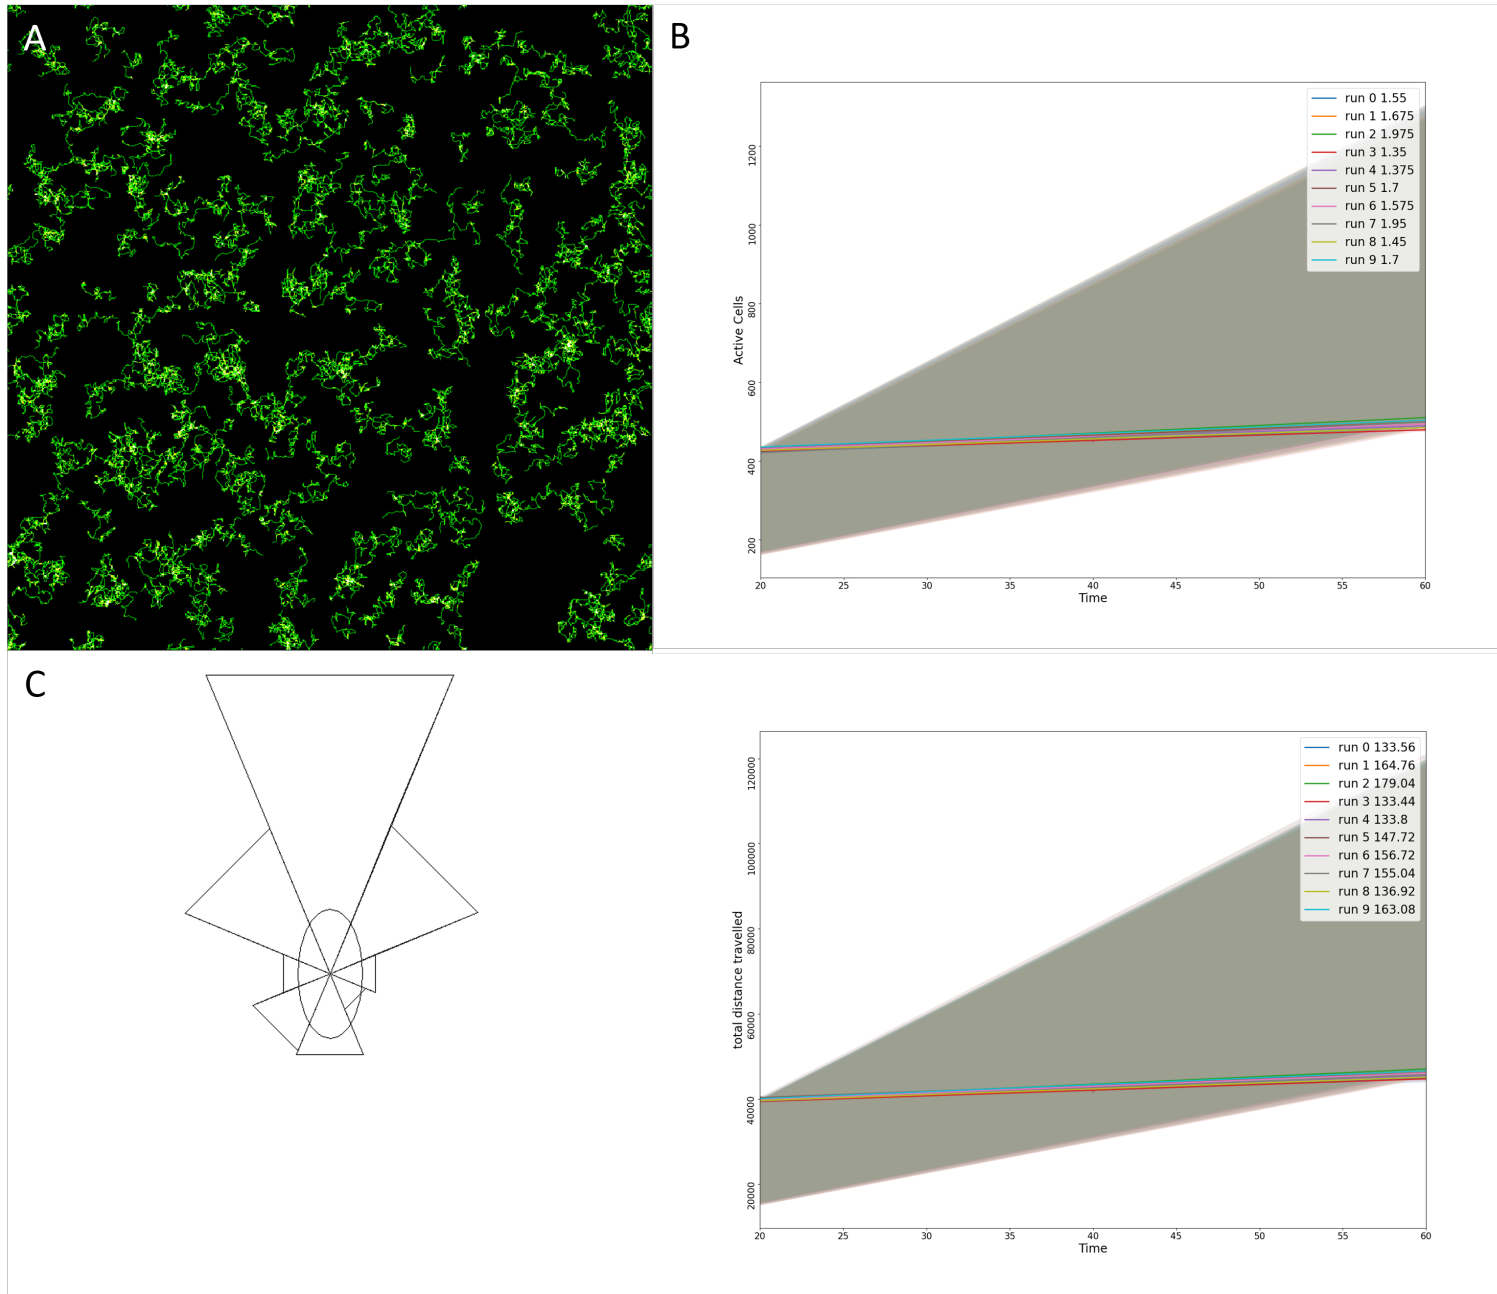 A
B
run 0 1.55
run 1 1.675
run 2 1.975
run 3 1.35
run 4 1.375
run 5 1.7
run 6 1.575
run 7 1.95
run 8 1.45
run 9 1.7
1200
1000
800
600
400
200
Active Cells
20 25 30 35 40 45 50 55 60
Time
C
run 0 133.56
run 1 164.76
run 2 179.04
run 3 133.44
run 4 133.8
run 5 147.72
run 6 156.72
run 7 155.04
run 8 136.92
run 9 163.08
120000
100000
80000
60000
40000
20000
total distance travelled
20 25 30 35 40 45 50 55 60
Time